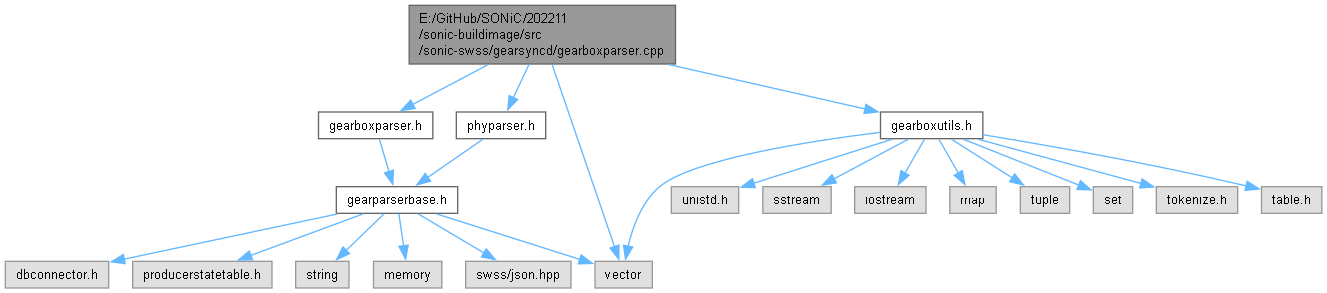 E:/GitHub/SONiC/202211
/sonic-buildimage/src
/sonic-swss/gearsyncd/gearboxparser.cpp
gearboxparser.h
phyparser.h
gearboxutils.h
gearparserbase.h
unistd.h
sstream
iostream
map
tuple
set
tokenize.h
table.h
dbconnector.h
producerstatetable.h
string
memory
swss/json.hpp
vector